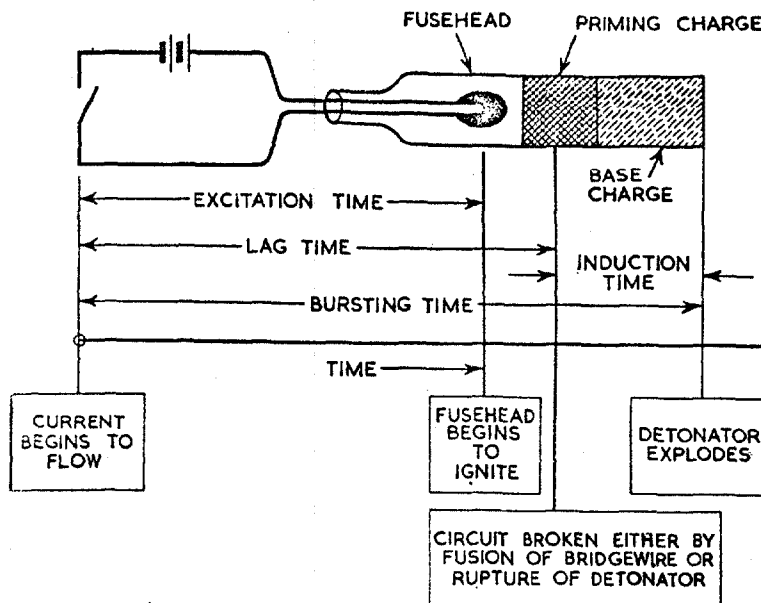 FUSEHEAD
PRIMING CHARGE
BASE
CHARGE
EXCITATION TIME
LAG TIME
INDUCTION
TIME
BURSTING TIME
TIME
CURRENT
BEGINS TO
FLOW
FUSEHEAD
BEGINS
TO
IGNITE
DETONATOR
EXPLODES
CIRCUIT BROKEN EITHER BY
FUSION OF BRIDGEWIRE OR
RUPTURE OF DETONATOR